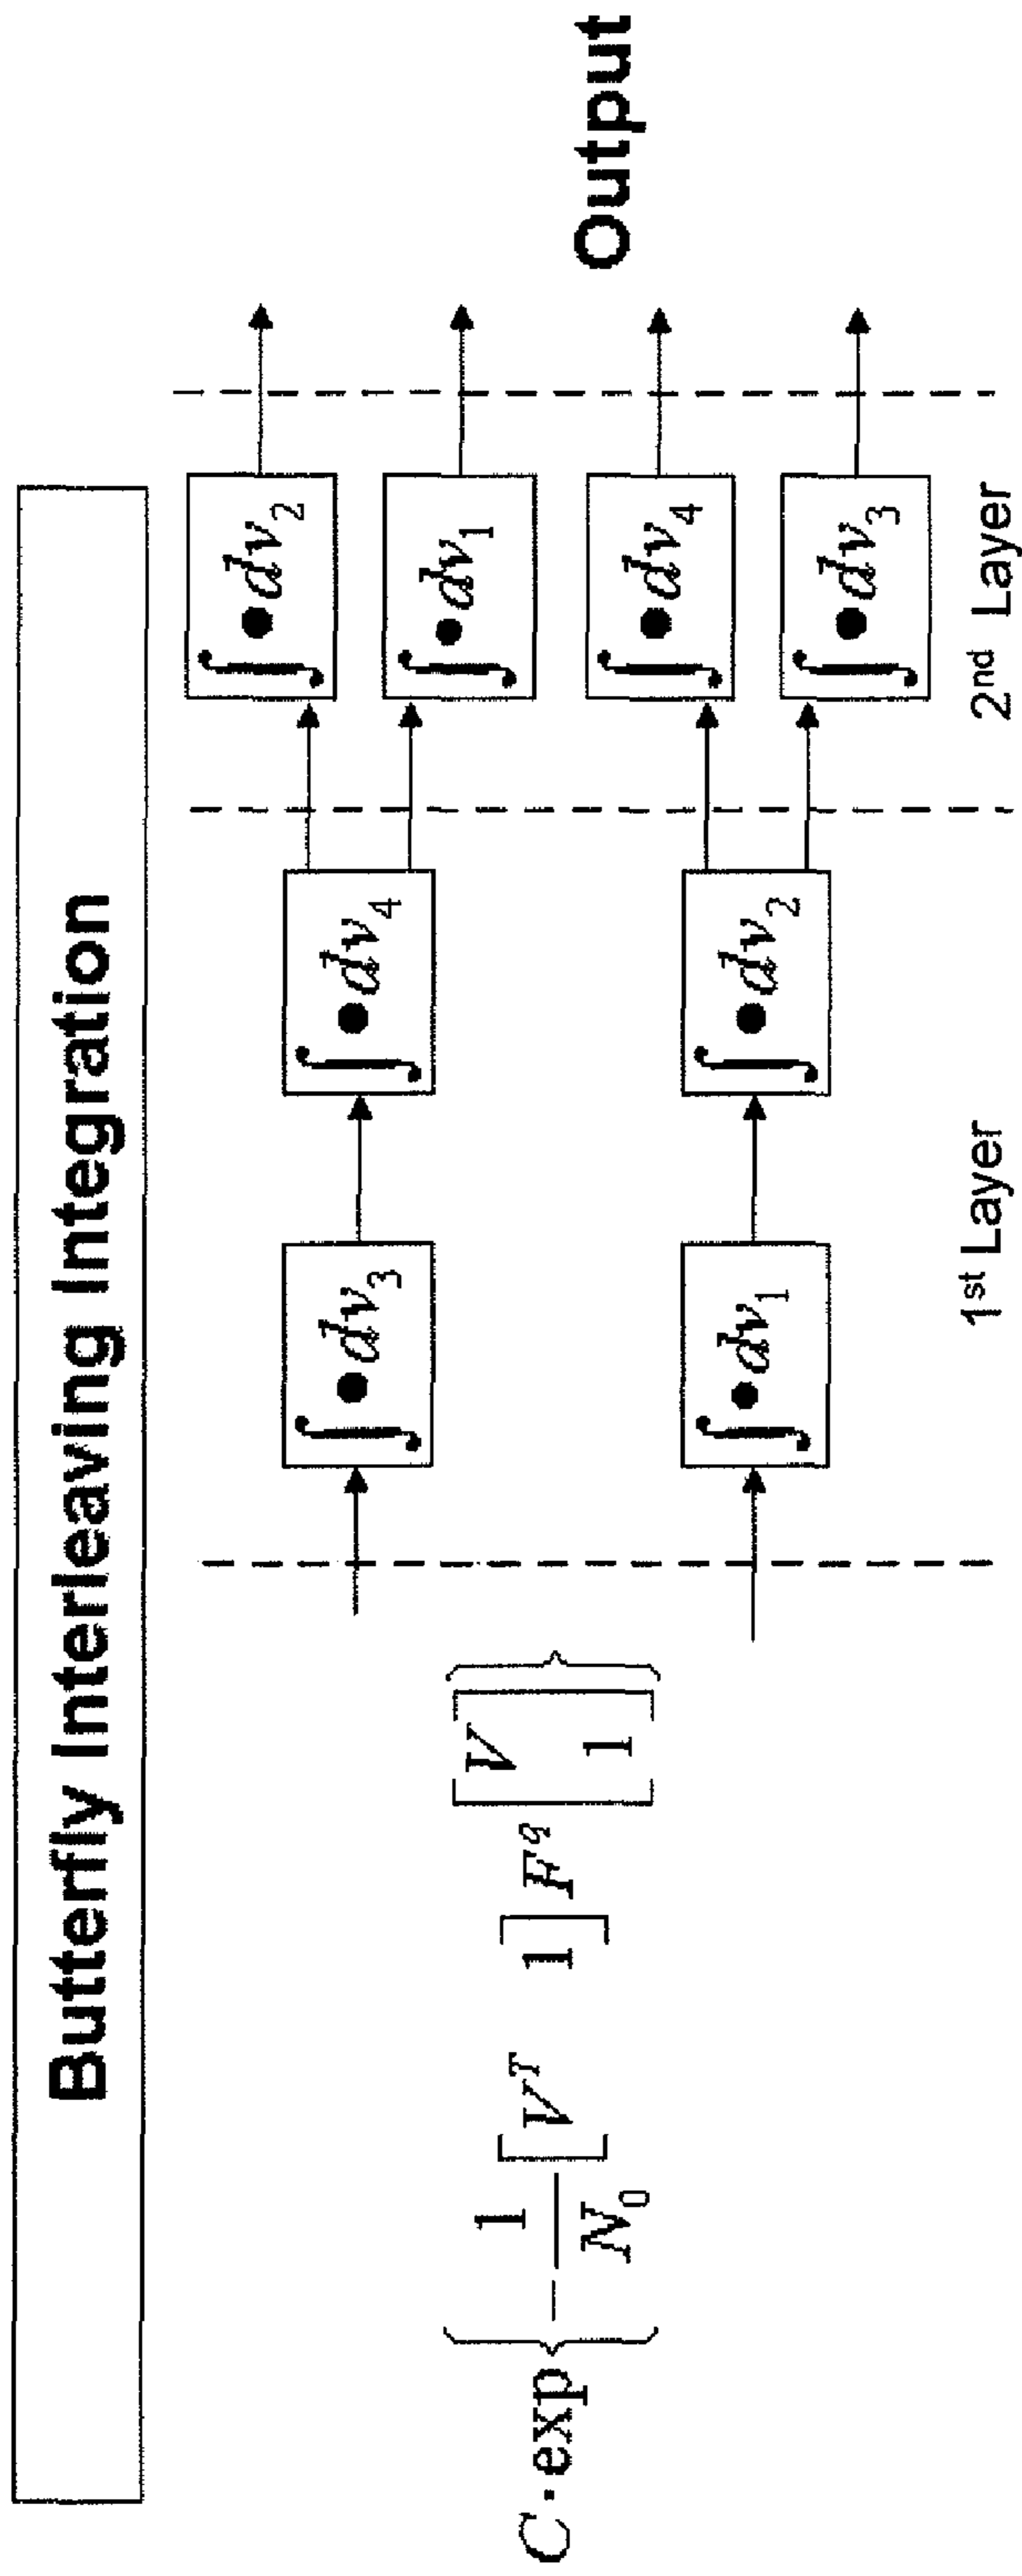 Butterfly Interleaving Integration
C·exp{-1/N₀ [Vᵀ 1] F^q [V 1]}
∫•dv₃
∫•dv₄
∫•dv₁
∫•dv₂
∫•dv₂
∫•dv₁
∫•dv₄
∫•dv₃
1st Layer
2nd Layer
Output